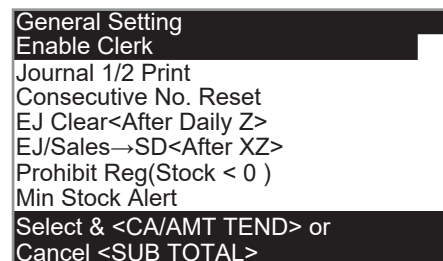 General Setting
Enable Clerk
Journal 1/2 Print
Consecutive No. Reset
EJ Clear<After Daily Z>
EJ/Sales→SD<After XZ>
Prohibit Reg(Stock < 0 )
Min Stock Alert
Select & <CA/AMT TEND> or
Cancel <SUB TOTAL>